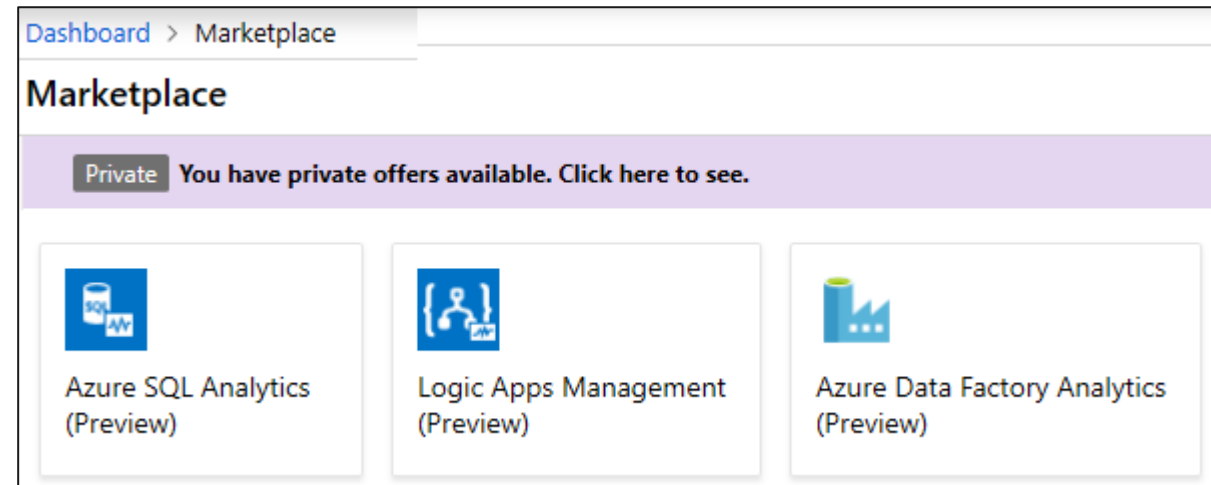 Dashboard > Marketplace
Marketplace
Private You have private offers available. Click here to see.
SQL
Azure SQL Analytics
(Preview)
Logic Apps Management
(Preview)
Azure Data Factory Analytics
(Preview)